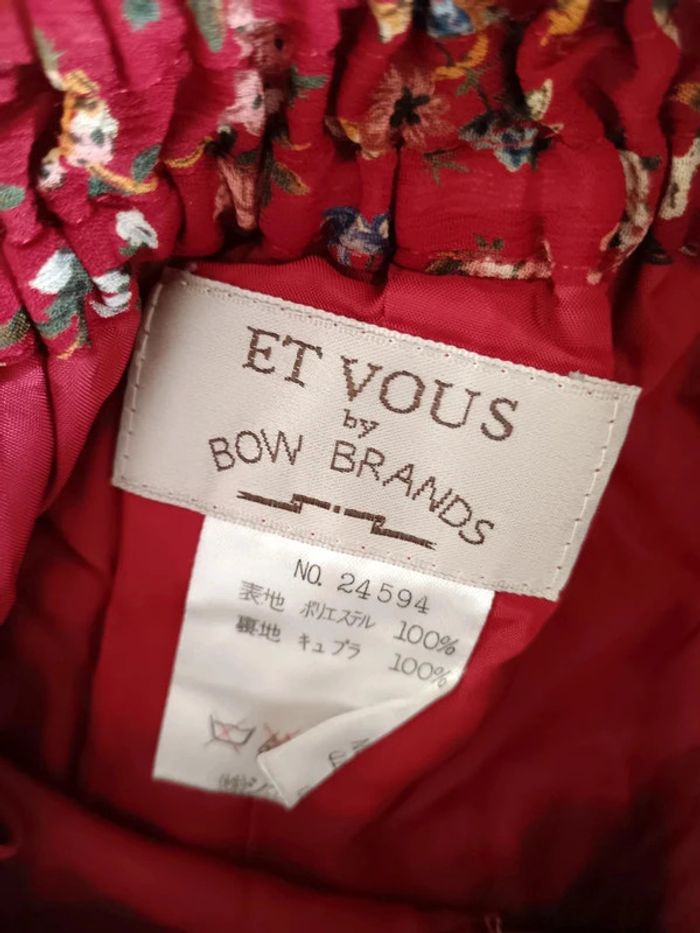 ET VOUS
by
BOW BRANDS
NO. 24594
表地 ポリエステル 100%
裏地 キュプラ 100%